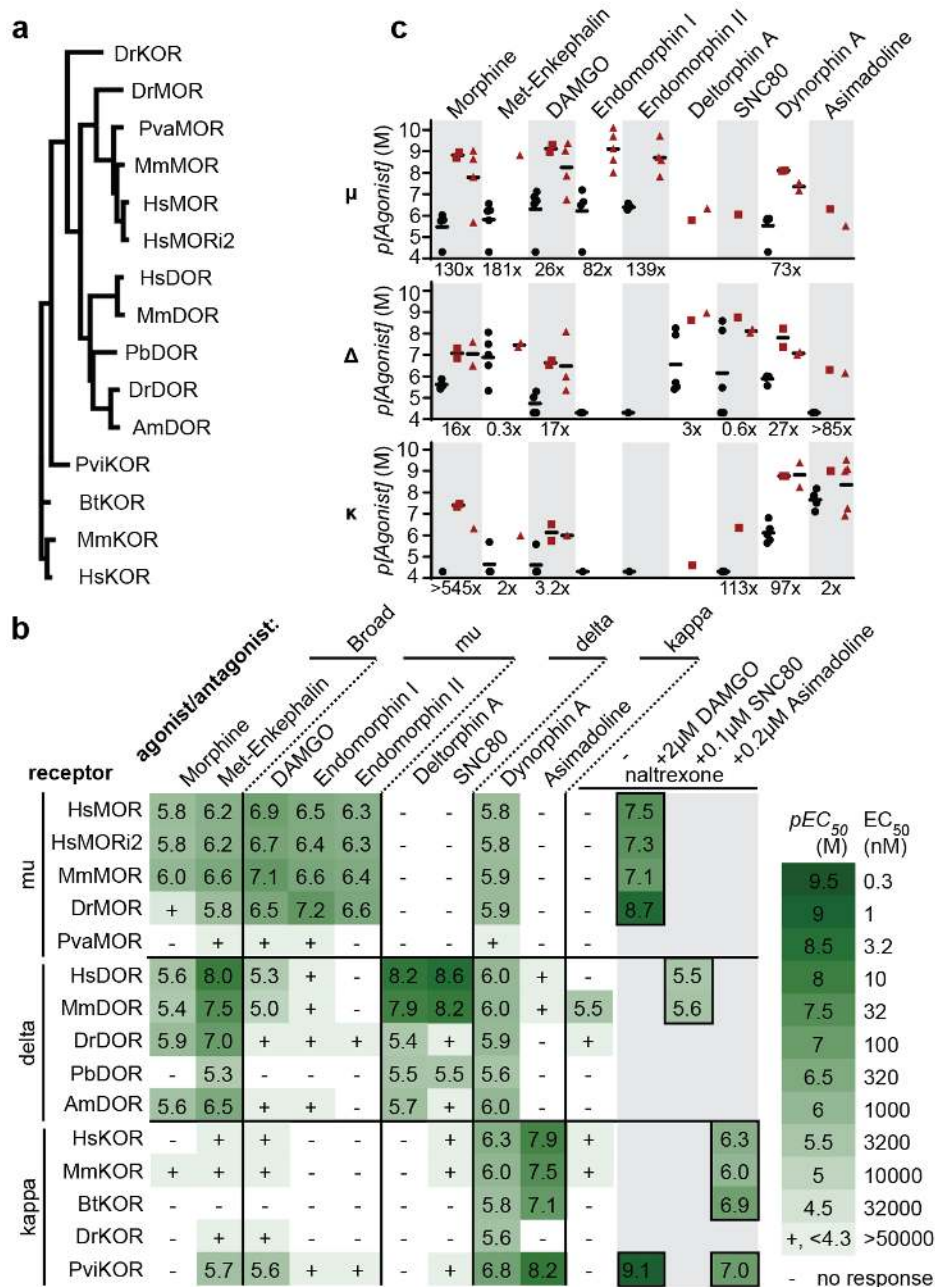 a
DrKOR
DrMOR
PvaMOR
MmMOR
HsMOR
HsMORi2
HsDOR
MmDOR
PbDOR
DrDOR
AmDOR
PviKOR
BtKOR
MmKOR
HsKOR
c
Morphine
Met-Enkephalin
DAMGO
Endomorphin I
Endomorphin II
Deltorphin A
SNC80
Dynorphin A
Asimadoline
μ
p[Agonist] (M)
10
9
8
7
6
5
4
130x 181x 26x 82x 139x 73x
Δ
p[Agonist] (M)
10
9
8
7
6
5
4
16x 0.3x 17x 3x 0.6x 27x >85x
κ
p[Agonist] (M)
10
9
8
7
6
5
4
>545x 2x 3.2x 113x 97x 2x
b
agonist/antagonist:
Broad
mu
delta
kappa
receptor
Morphine
Met-Enkephalin
DAMGO
Endomorphin I
Endomorphin II
Deltorphin A
SNC80
Dynorphin A
Asimadoline
-
+2μM DAMGO
+0.1μM SNC80
+0.2μM Asimadoline
naltrexone
mu
HsMOR 5.8 6.2 6.9 6.5 6.3 - - 5.8 - - 7.5
HsMORi2 5.8 6.2 6.7 6.4 6.3 - - 5.8 - - 7.3
MmMOR 6.0 6.6 7.1 6.6 6.4 - - 5.9 - - 7.1
DrMOR + 5.8 6.5 7.2 6.6 - - 5.9 - - 8.7
PvaMOR - + + + - - - + - -
delta
HsDOR 5.6 8.0 5.3 + - 8.2 8.6 6.0 + - 5.5
MmDOR 5.4 7.5 5.0 + - 7.9 8.2 6.0 + 5.5 5.6
DrDOR 5.9 7.0 + + + 5.4 + 5.9 - +
PbDOR - 5.3 - - - 5.5 5.5 5.6 - -
AmDOR 5.6 6.5 + + - 5.7 + 6.0 - -
kappa
HsKOR - + + - - - + 6.3 7.9 + 6.3
MmKOR + + + - - - + 6.0 7.5 + 6.0
BtKOR - - - - - - - 5.8 7.1 - 6.9
DrKOR - + + - - - - 5.6 - -
PviKOR - 5.7 5.6 + + - - 6.8 8.2 - 9.1 7.0
pEC50 EC50
(M) (nM)
9.5 0.3
9 1
8.5 3.2
8 10
7.5 32
7 100
6.5 320
6 1000
5.5 3200
5 10000
4.5 32000
+, <4.3 >50000
- no response